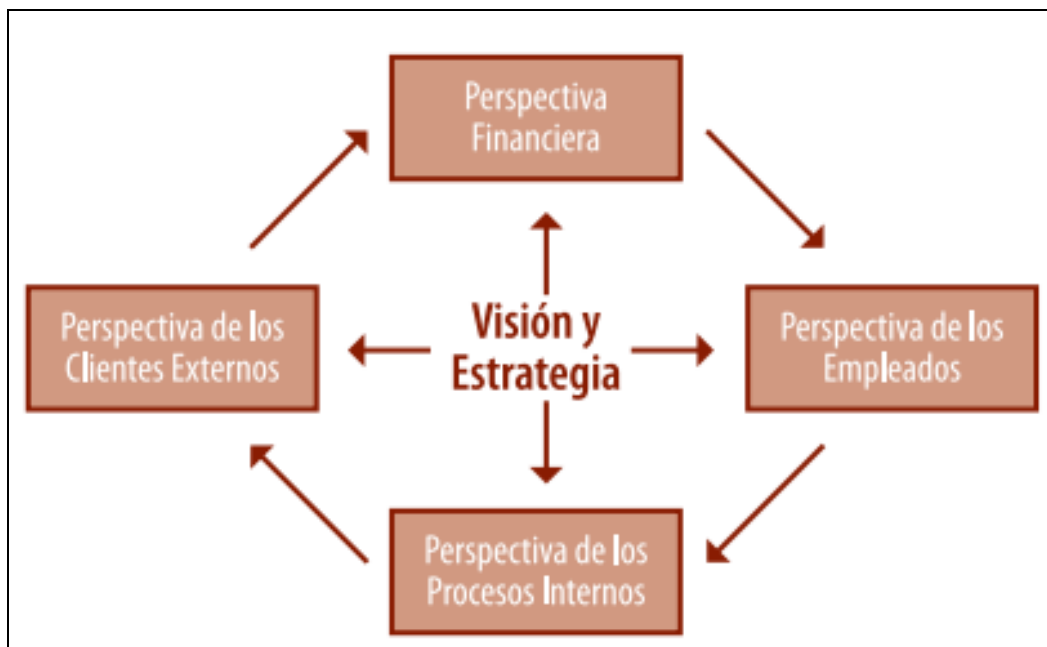 Perspectiva
Financiera
Perspectiva de los
Clientes Externos
Visión y
Estrategia
Perspectiva de los
Empleados
Perspectiva de los
Procesos Internos